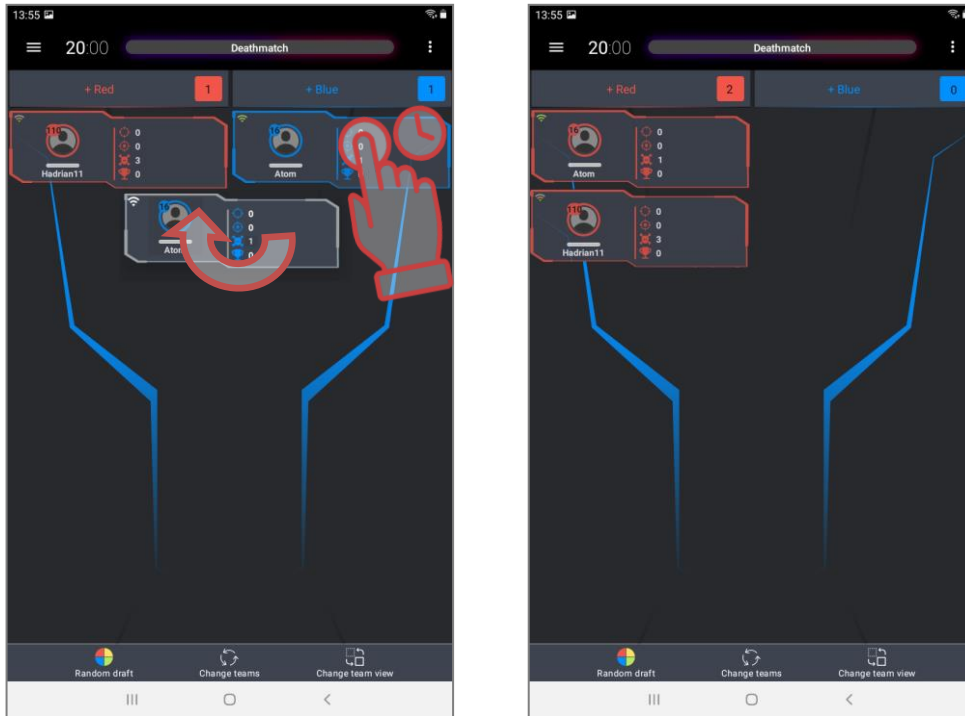 13:55
20:00 Deathmatch
+ Red 1 + Blue 1
110 0
0
3
Hadrian11 0
16 0
0
Atom
16 0
0
1
Atom 0
Random draft Change teams Change team view
13:55
20:00 Deathmatch
+ Red 2 + Blue 0
16 0
0
1
Atom 0
110 0
0
3
Hadrian11 0
Random draft Change teams Change team view